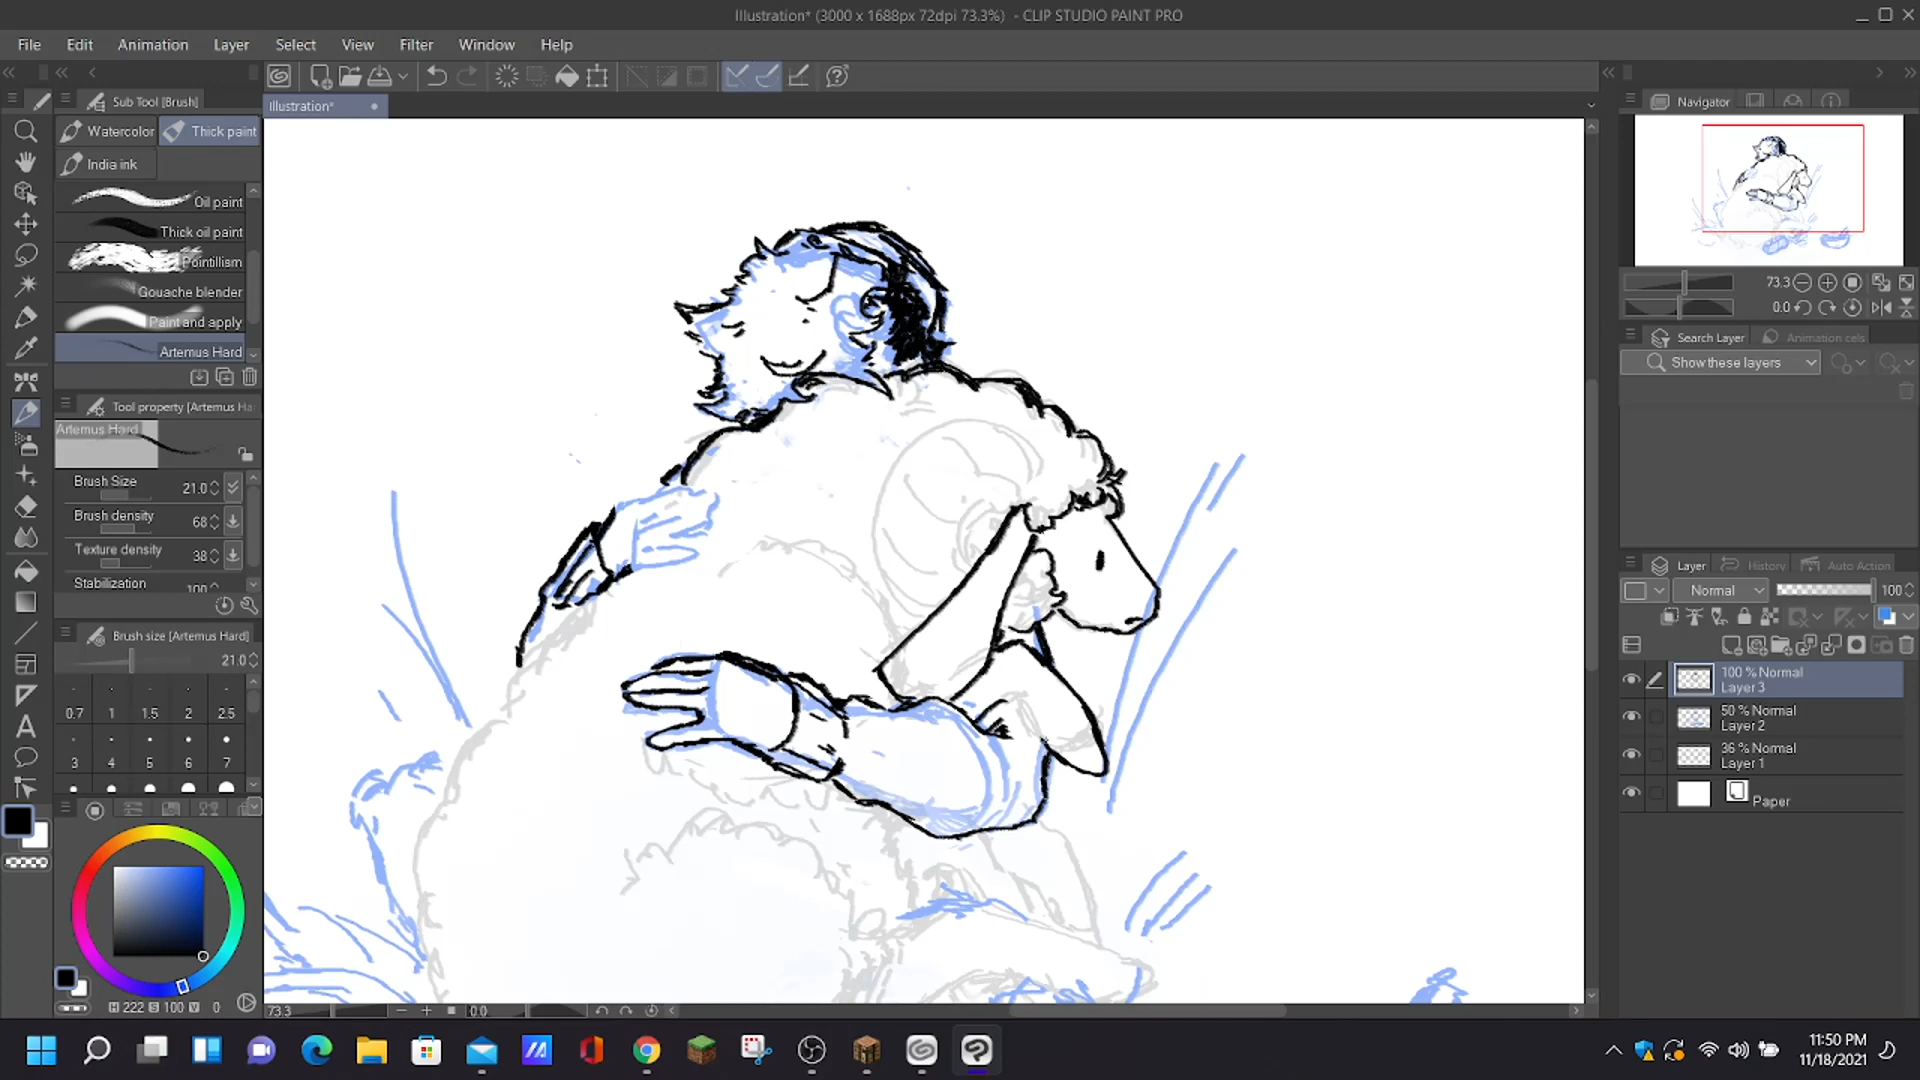 Illustration* (3000 x 1688px 72dpi 73.3%) - CLIP STUDIO PAINT PRO
File Edit Animation Layer Select View Filter Window Help
Sub Tool [Brush]
Illustration*
Watercolor Thick paint
India ink
Oil paint
Thick oil paint
Pointillism
Gouache blender
Paint and apply
Artemus Hard
Tool property [Artemus Ha
Artemus Hard
Brush Size 21.0
Brush density 68
Texture density 38
Stabilization 100
Brush size [Artemus Hard]
21.0
0.7 1 1.5 2 2.5
3 4 5 6 7
H 222 S 100 V 0
73.3 0.0
Navigator
73.3
0.0
Search Layer Animation cels
Show these layers
Layer History Auto Action
Normal 100
100 % Normal
Layer 3
50 % Normal
Layer 2
36 % Normal
Layer 1
Paper
11:50 PM
11/18/2021